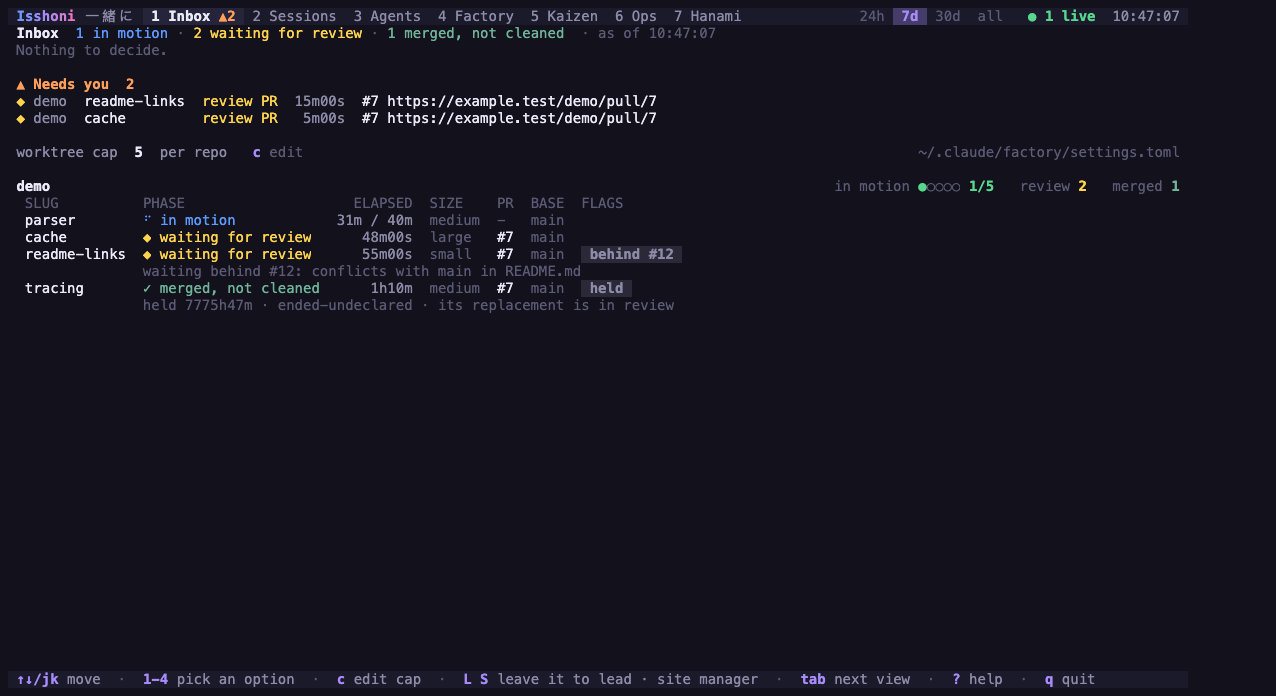 Isshoni 一緒に 1 Inbox ▲2 2 Sessions 3 Agents 4 Factory 5 Kaizen 6 Ops 7 Hanami 24h 7d 30d all ● 1 live 10:47:07
Inbox 1 in motion · 2 waiting for review · 1 merged, not cleaned · as of 10:47:07
Nothing to decide.
▲ Needs you 2
◆ demo readme-links review PR 15m00s #7 https://example.test/demo/pull/7
◆ demo cache review PR 5m00s #7 https://example.test/demo/pull/7
worktree cap 5 per repo c edit ~/.claude/factory/settings.toml
demo in motion ●○○○○ 1/5 review 2 merged 1
SLUG PHASE ELAPSED SIZE PR BASE FLAGS
parser ⠋ in motion 31m / 40m medium – main
cache ◆ waiting for review 48m00s large #7 main
readme-links ◆ waiting for review 55m00s small #7 main behind #12
waiting behind #12: conflicts with main in README.md
tracing ✓ merged, not cleaned 1h10m medium #7 main held
held 7775h47m · ended-undeclared · its replacement is in review
↑↓/jk move · 1-4 pick an option · c edit cap · L S leave it to lead · site manager · tab next view · ? help · q quit